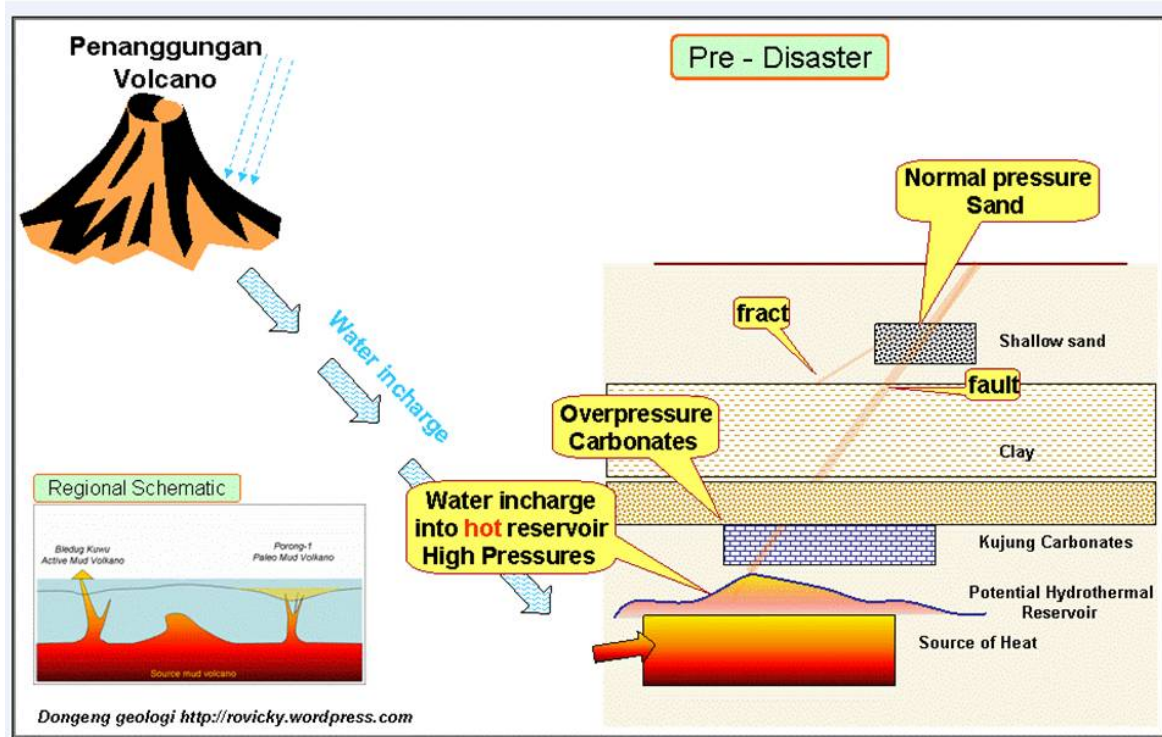 Penanggungan
Volcano
Pre - Disaster
Normal pressure
Sand
fract
Shallow sand
fault
Water incharge
Overpressure
Carbonates
Clay
Water incharge
into hot reservoir
High Pressures
Kujung Carbonates
Potential Hydrothermal
Reservoir
Source of Heat
Regional Schematic
Bledug Kuwu
Active Mud Volkano
Porong-1
Paleo Mud Volkano
Source mud volcano
Dongeng geologi http://rovicky.wordpress.com